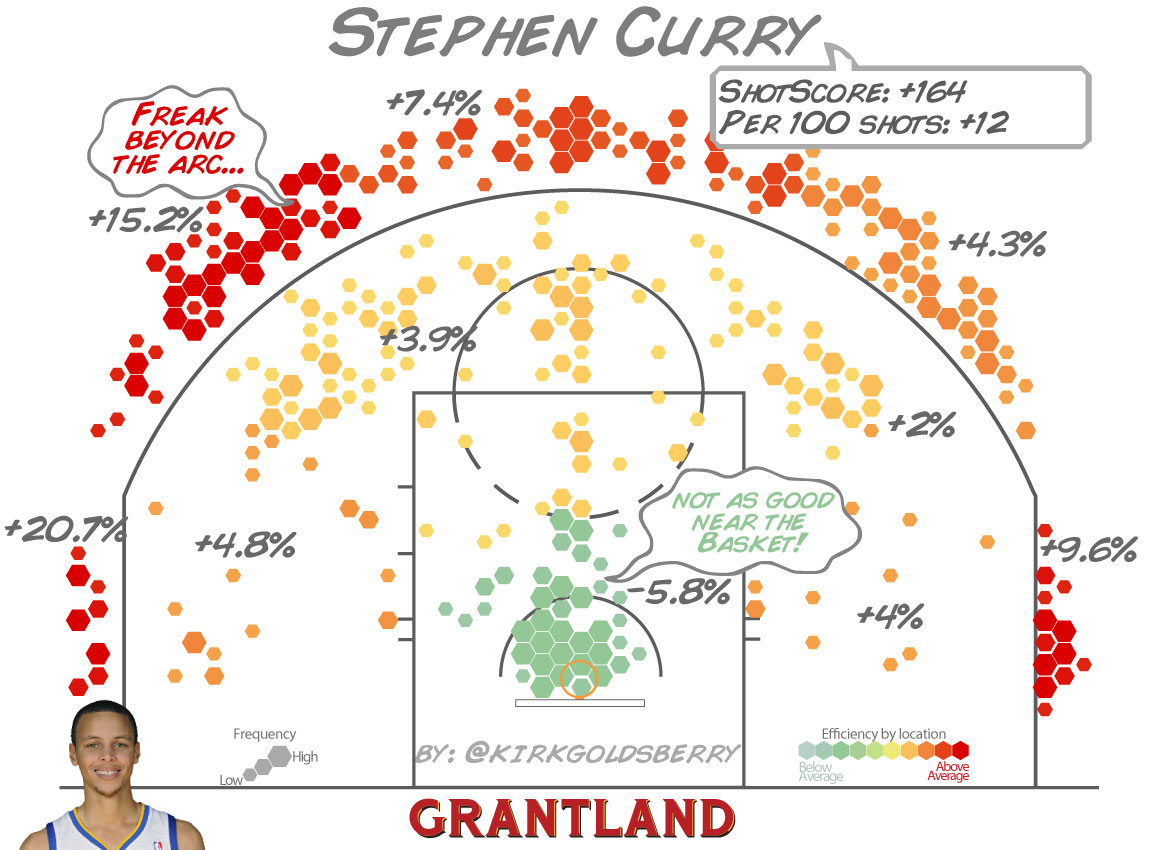 STEPHEN CURRY
SHOTSCORE: +164
PER 100 SHOTS: +12
FREAK
BEYOND
THE ARC...
+7.4%
+15.2%
+4.3%
+3.9%
+2%
NOT AS GOOD
NEAR THE
BASKET!
+20.7%
+4.8%
-5.8%
+9.6%
+4%
Frequency
Low
High
BY: @KIRKGOLDSBERRY
Efficiency by location
Below
Average
Above
Average
GRANTLAND